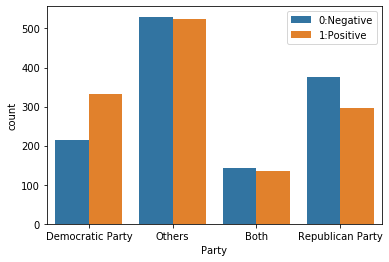 0:Negative
1:Positive
count
500
400
300
200
100
0
Democratic Party Others Both Republican Party
Party